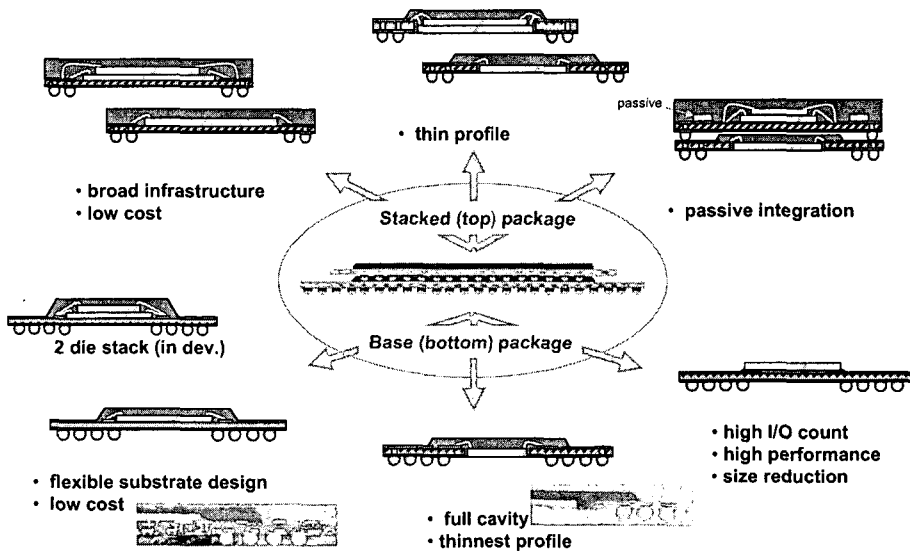 passive
• thin profile
• broad infrastructure
• low cost
• passive integration
Stacked (top) package
Base (bottom) package
2 die stack (in dev.)
• flexible substrate design
• low cost
• full cavity
• thinnest profile
• high I/O count
• high performance
• size reduction